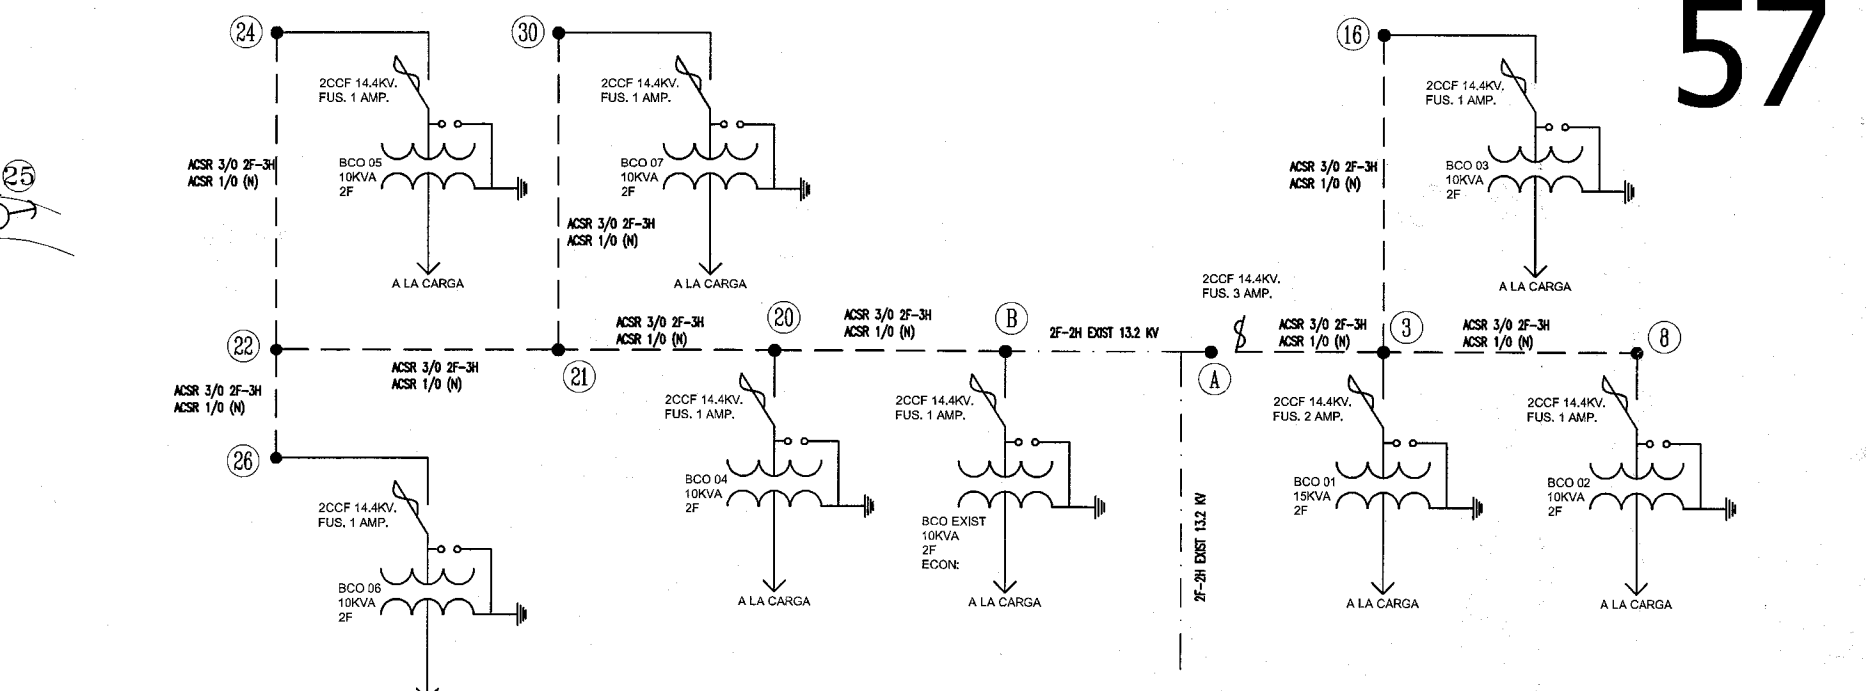 57
24
2CCF 14.4KV.
FUS. 1 AMP.
BCO 05
10KVA
2F
A LA CARGA
ACSR 3/0 2F-3H
ACSR 1/0 (N)
25
30
2CCF 14.4KV.
FUS. 1 AMP.
BCO 07
10KVA
2F
ACSR 3/0 2F-3H
ACSR 1/0 (N)
A LA CARGA
16
2CCF 14.4KV.
FUS. 1 AMP.
BCO 03
10KVA
2F
ACSR 3/0 2F-3H
ACSR 1/0 (N)
A LA CARGA
22
ACSR 3/0 2F-3H
ACSR 1/0 (N)
21
ACSR 3/0 2F-3H
ACSR 1/0 (N)
20
ACSR 3/0 2F-3H
ACSR 1/0 (N)
B
2F-2H EXIST 13.2 KV
2CCF 14.4KV.
FUS. 3 AMP.
A
ACSR 3/0 2F-3H
ACSR 1/0 (N)
3
ACSR 3/0 2F-3H
ACSR 1/0 (N)
8
ACSR 3/0 2F-3H
ACSR 1/0 (N)
26
2CCF 14.4KV.
FUS. 1 AMP.
BCO 06
10KVA
2F
2CCF 14.4KV.
FUS. 1 AMP.
BCO 04
10KVA
2F
A LA CARGA
2CCF 14.4KV.
FUS. 1 AMP.
BCO EXIST
10KVA
2F
ECON:
A LA CARGA
2F-2H EXIST 13.2 KV
2CCF 14.4KV.
FUS. 2 AMP.
BCO 01
15KVA
2F
A LA CARGA
2CCF 14.4KV.
FUS. 1 AMP.
BCO 02
10KVA
2F
A LA CARGA